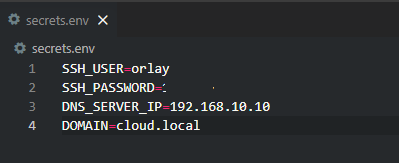 secrets.env
secrets.env
1 SSH_USER=orlay
2 SSH_PASSWORD=
3 DNS_SERVER_IP=192.168.10.10
4 DOMAIN=cloud.local